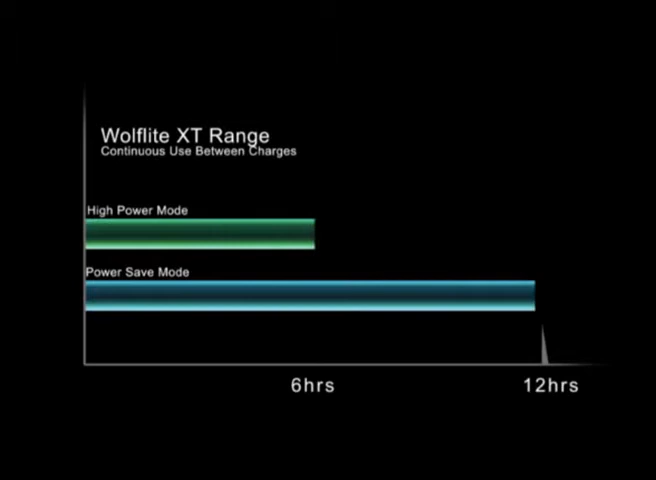 Wolflite XT Range
Continuous Use Between Charges
High Power Mode
Power Save Mode
6hrs
12hrs